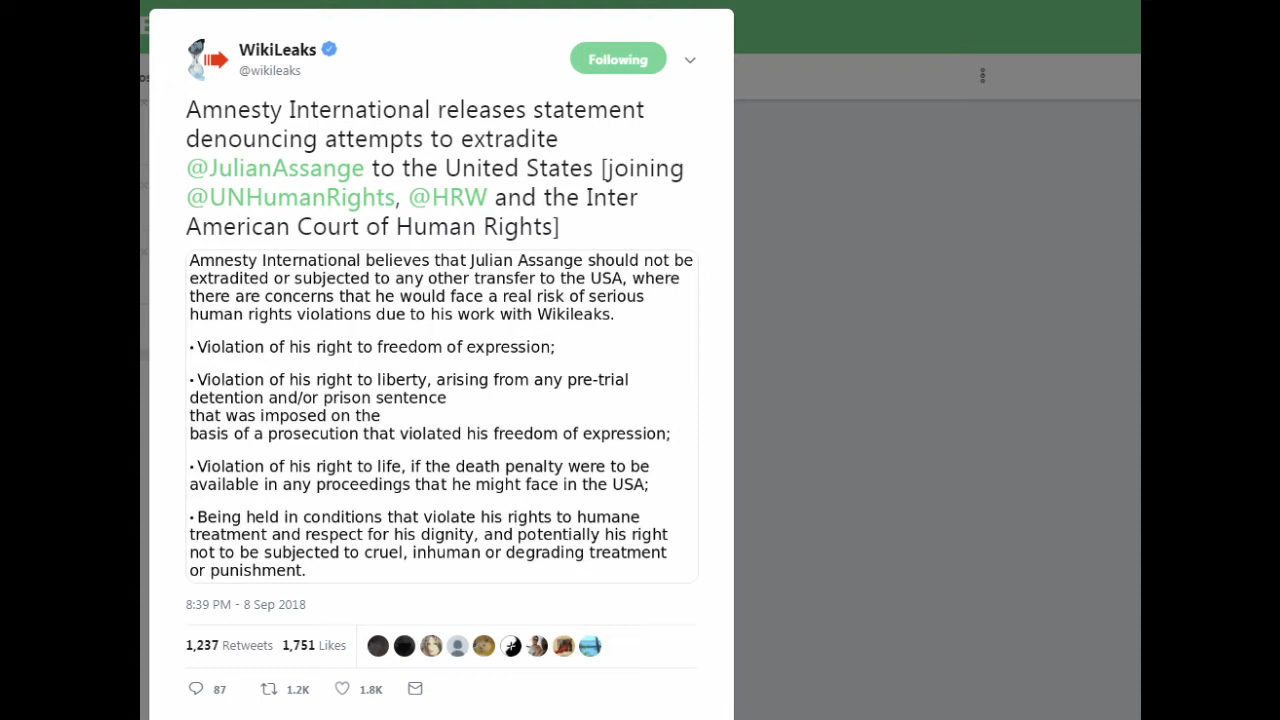 WikiLeaks
@wikileaks
Following
Amnesty International releases statement
denouncing attempts to extradite
@JulianAssange to the United States [joining
@UNHumanRights, @HRW and the Inter
American Court of Human Rights]
Amnesty International believes that Julian Assange should not be
extradited or subjected to any other transfer to the USA, where
there are concerns that he would face a real risk of serious
human rights violations due to his work with Wikileaks.
• Violation of his right to freedom of expression;
• Violation of his right to liberty, arising from any pre-trial
detention and/or prison sentence
that was imposed on the
basis of a prosecution that violated his freedom of expression;
• Violation of his right to life, if the death penalty were to be
available in any proceedings that he might face in the USA;
• Being held in conditions that violate his rights to humane
treatment and respect for his dignity, and potentially his right
not to be subjected to cruel, inhuman or degrading treatment
or punishment.
8:39 PM - 8 Sep 2018
1,237 Retweets 1,751 Likes
87 1.2K 1.8K